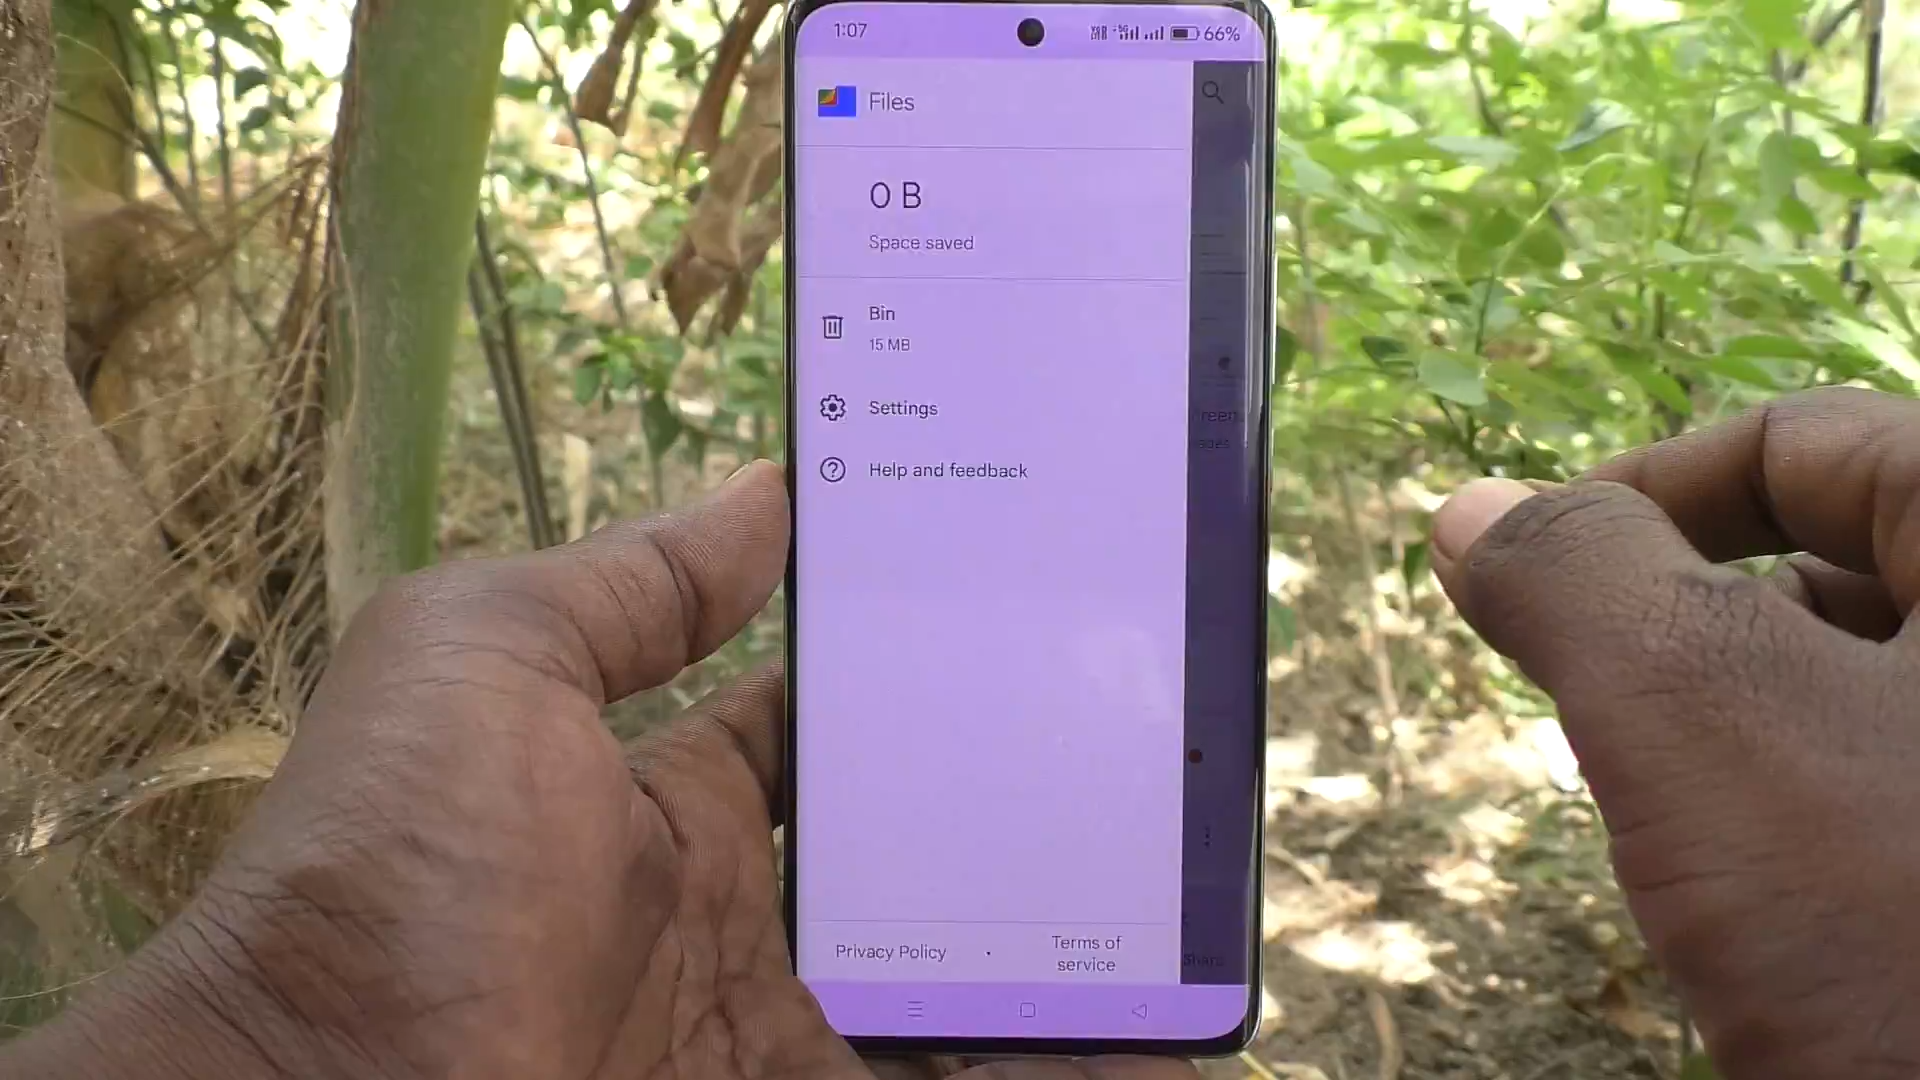 1:07
66%
Files
0 B
Space saved
Bin
15 MB
Settings
Help and feedback
Privacy Policy
Terms of
service
Share